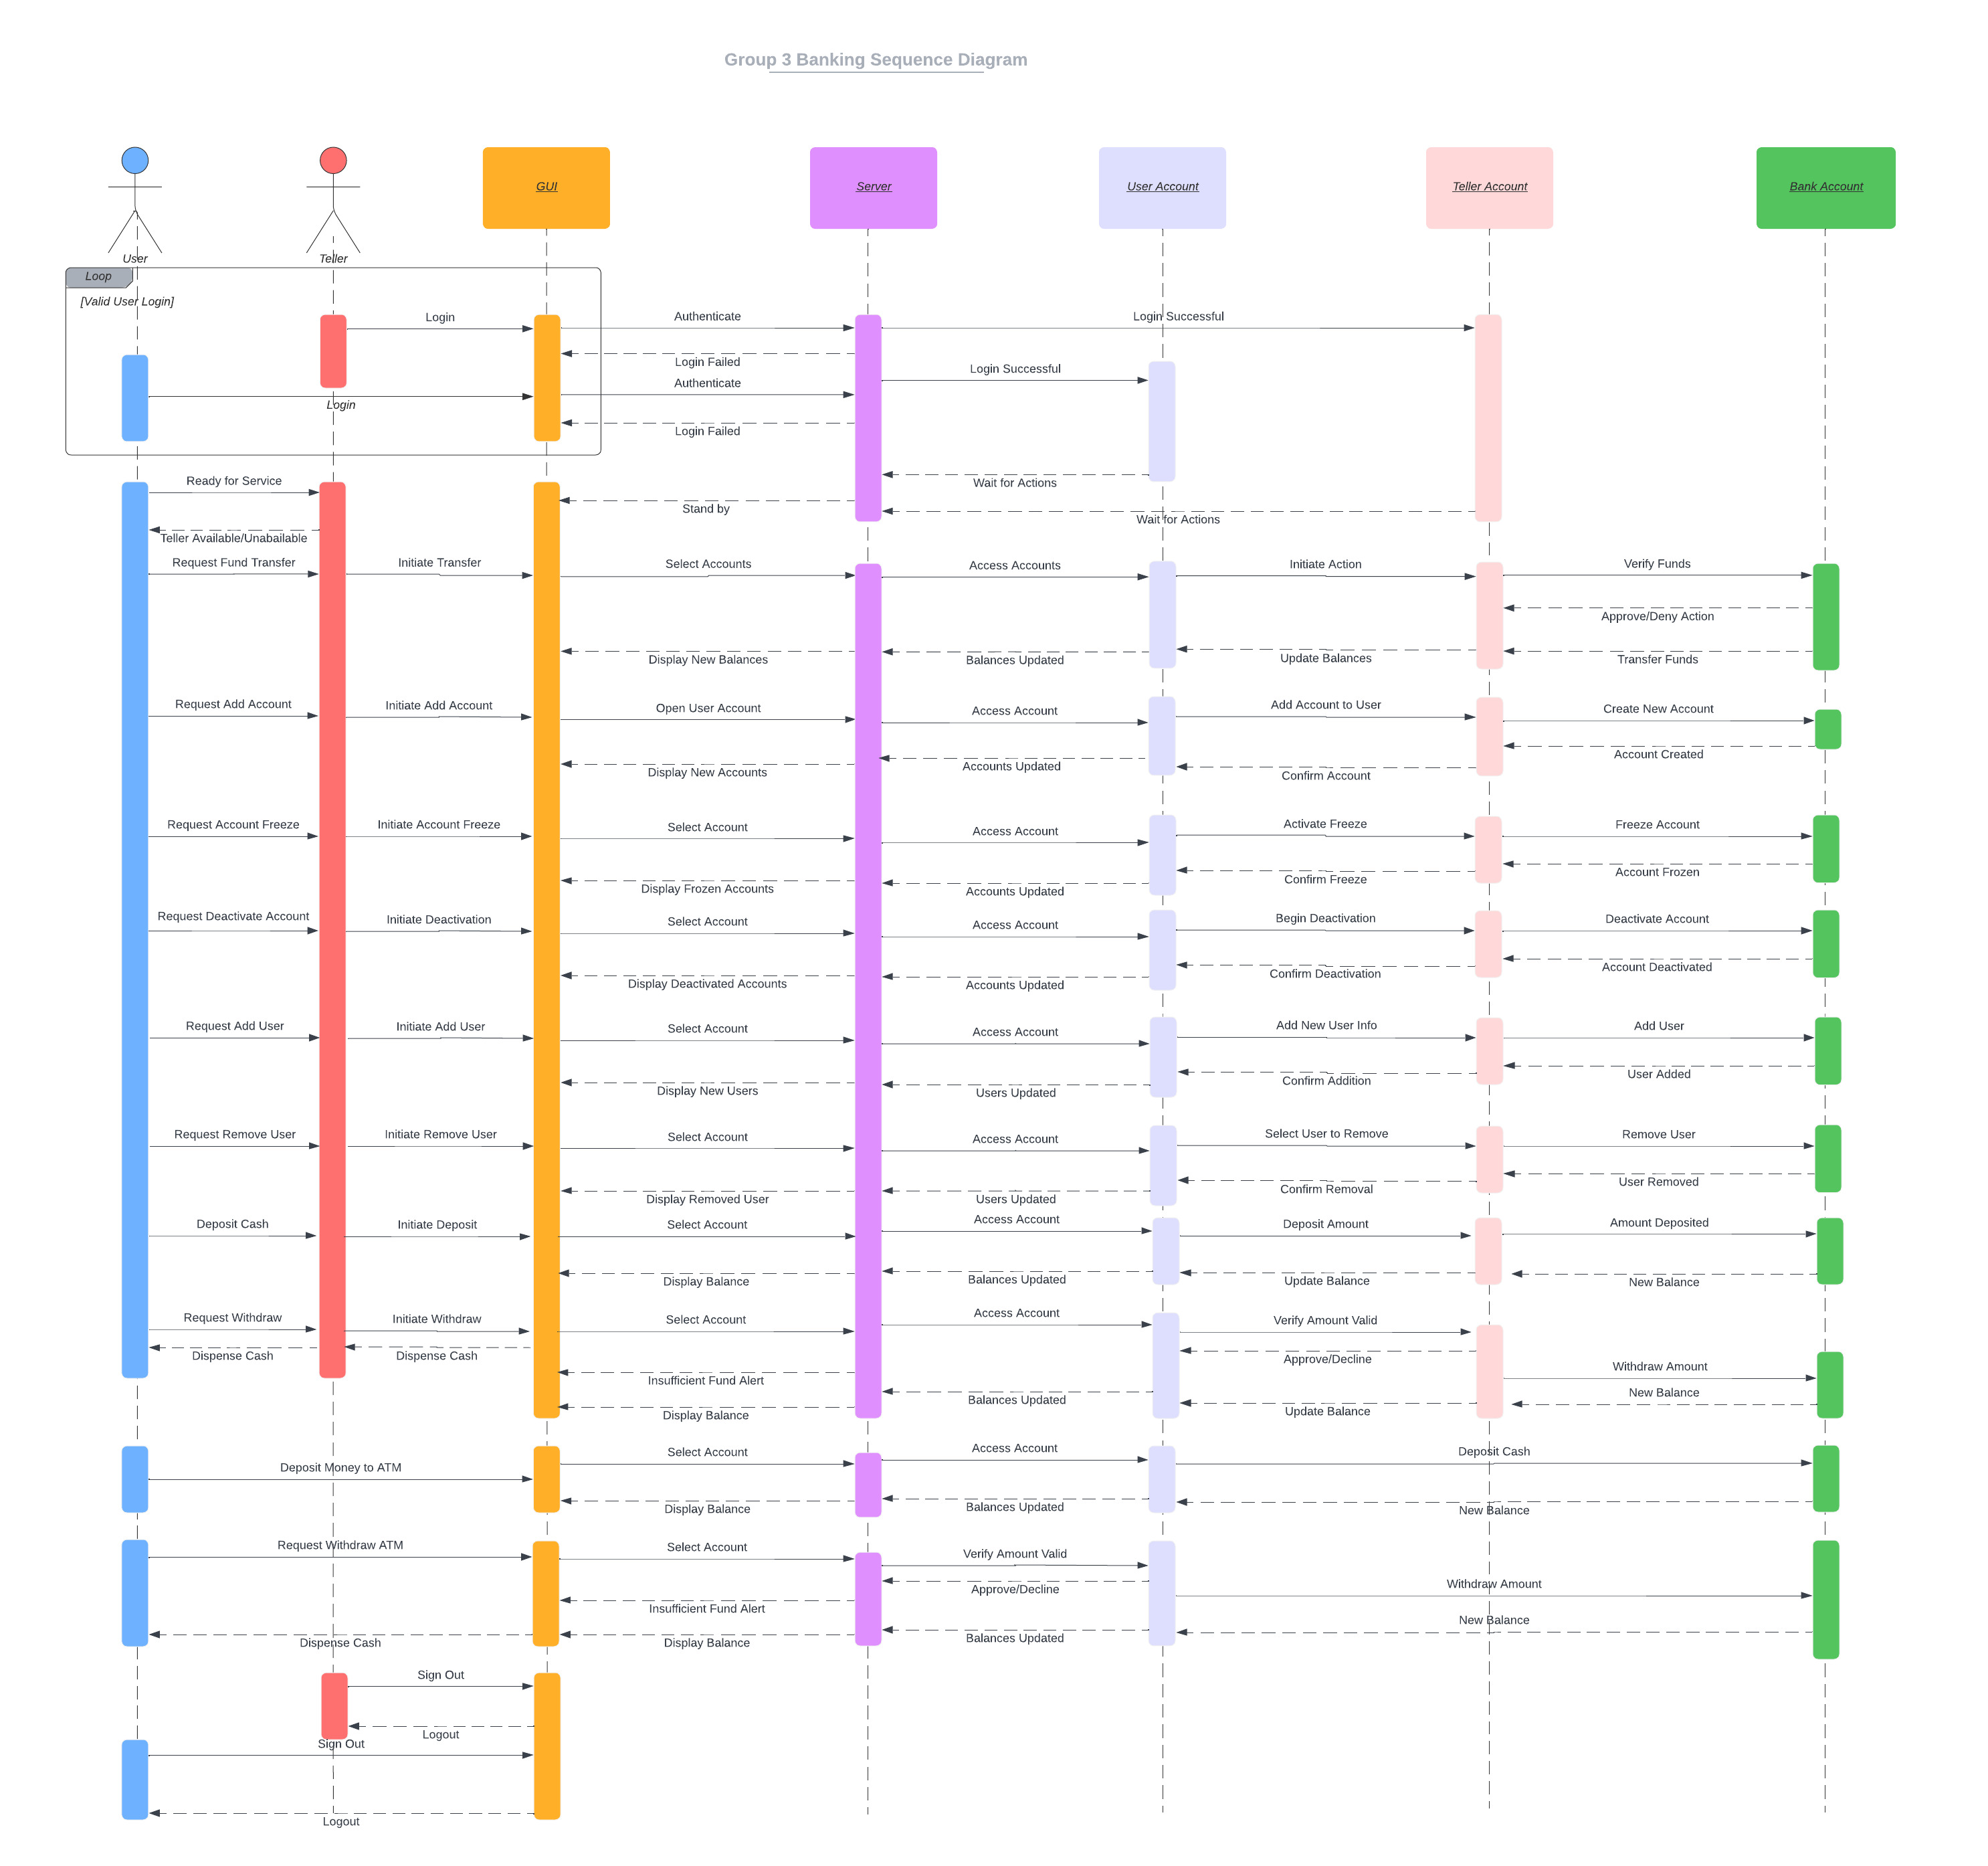 Group 3 Banking Sequence Diagram
GUI
Server
User Account
Teller Account
Bank Account
User
Teller
Loop
[Valid User Login]
Login
Authenticate
Login Successful
Login Failed
Login Successful
Authenticate
Login
Login Failed
Ready for Service
Wait for Actions
Stand by
Wait for Actions
Teller Available/Unabailable
Request Fund Transfer
Initiate Transfer
Select Accounts
Access Accounts
Initiate Action
Verify Funds
Approve/Deny Action
Display New Balances
Balances Updated
Update Balances
Transfer Funds
Request Add Account
Initiate Add Account
Open User Account
Access Account
Add Account to User
Create New Account
Account Created
Display New Accounts
Accounts Updated
Confirm Account
Request Account Freeze
Initiate Account Freeze
Select Account
Access Account
Activate Freeze
Freeze Account
Display Frozen Accounts
Accounts Updated
Confirm Freeze
Account Frozen
Request Deactivate Account
Initiate Deactivation
Select Account
Access Account
Begin Deactivation
Deactivate Account
Display Deactivated Accounts
Accounts Updated
Confirm Deactivation
Account Deactivated
Request Add User
Initiate Add User
Select Account
Access Account
Add New User Info
Add User
Display New Users
Users Updated
Confirm Addition
User Added
Request Remove User
Initiate Remove User
Select Account
Access Account
Select User to Remove
Remove User
Display Removed User
Users Updated
Confirm Removal
User Removed
Deposit Cash
Initiate Deposit
Select Account
Access Account
Deposit Amount
Amount Deposited
Display Balance
Balances Updated
Update Balance
New Balance
Request Withdraw
Initiate Withdraw
Select Account
Access Account
Verify Amount Valid
Dispense Cash
Dispense Cash
Approve/Decline
Withdraw Amount
Insufficient Fund Alert
Balances Updated
New Balance
Display Balance
Update Balance
Deposit Money to ATM
Select Account
Access Account
Deposit Cash
Display Balance
Balances Updated
New Balance
Request Withdraw ATM
Select Account
Verify Amount Valid
Approve/Decline
Withdraw Amount
Insufficient Fund Alert
New Balance
Dispense Cash
Display Balance
Balances Updated
Sign Out
Logout
Sign Out
Logout